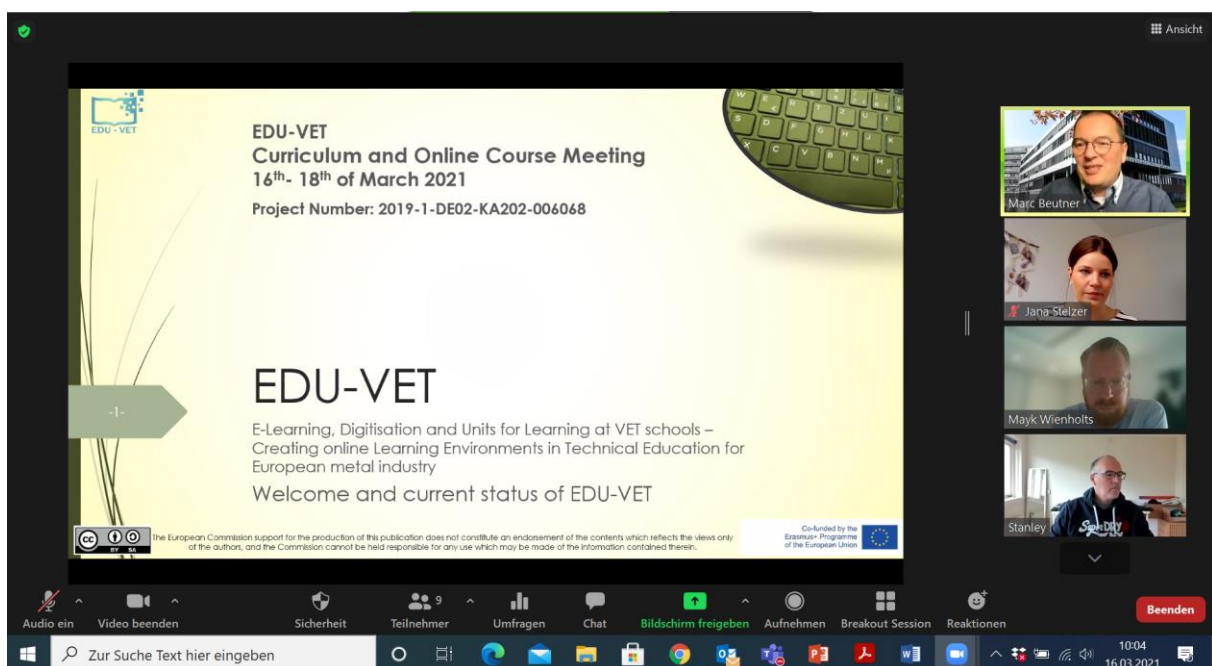 Ansicht
EDU - VET
EDU-VET
Curriculum and Online Course Meeting
16th- 18th of March 2021
Project Number: 2019-1-DE02-KA202-006068
-1-
EDU-VET
E-Learning, Digitisation and Units for Learning at VET schools –
Creating online Learning Environments in Technical Education for
European metal industry
Welcome and current status of EDU-VET
cc BY SA
The European Commission support for the production of this publication does not constitute an endorsement of the contents which reflects the views only
of the authors, and the Commission cannot be held responsible for any use which may be made of the information contained therein.
Co-funded by the
Erasmus+ Programme
of the European Union
Marc Beutner
Jana Stelzer
Mayk Wienholts
Stanley
Audio ein
Video beenden
Sicherheit
9
Teilnehmer
Umfragen
Chat
Bildschirm freigeben
Aufnehmen
Breakout Session
Reaktionen
Beenden
Zur Suche Text hier eingeben
10:04
16.03.2021